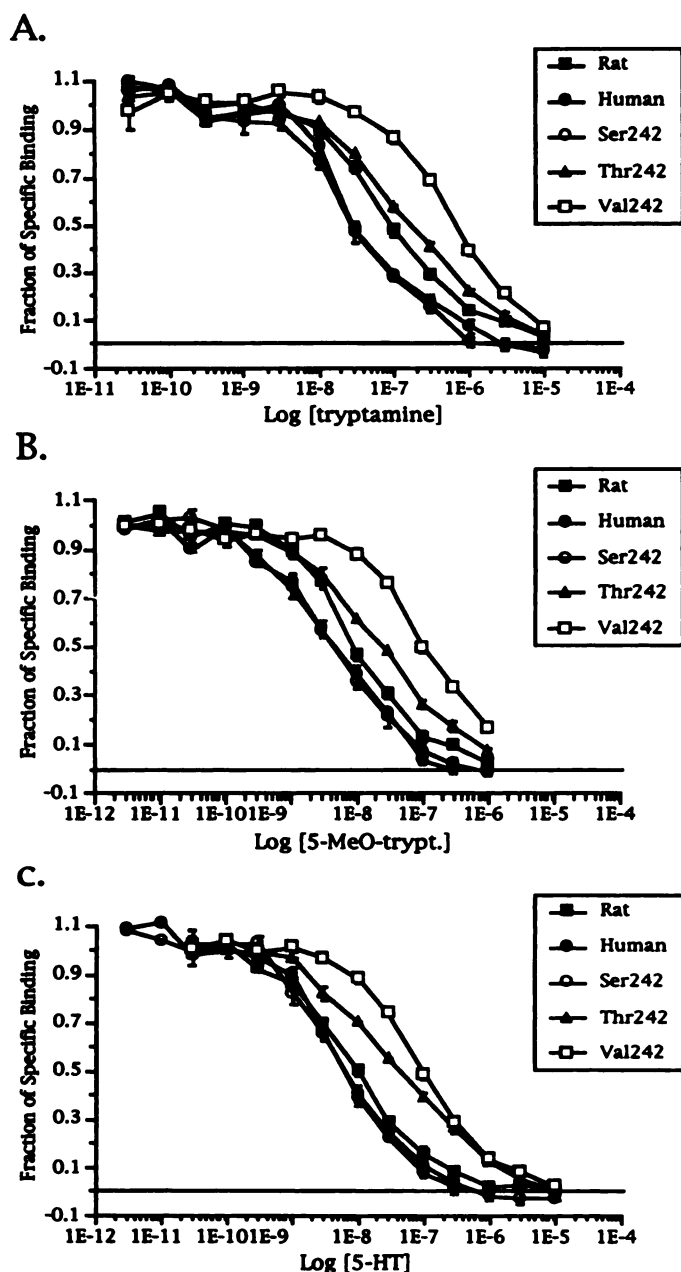 A.
Fraction of Specific Binding
1.1
0.9
0.7
0.5
0.3
0.1
-0.1
1E-11 1E-10 1E-9 1E-8 1E-7 1E-6 1E-5 1E-4
Log [tryptamine]
Rat
Human
Ser242
Thr242
Val242
B.
Fraction of Specific Binding
1.1
0.9
0.7
0.5
0.3
0.1
-0.1
1E-12 1E-11 1E-101E-9 1E-8 1E-7 1E-6 1E-5 1E-4
Log [5-MeO-trypt.]
Rat
Human
Ser242
Thr242
Val242
C.
Fraction of Specific Binding
1.1
0.9
0.7
0.5
0.3
0.1
-0.1
1E-12 1E-11 1E-101E-9 1E-8 1E-7 1E-6 1E-5 1E-4
Log [5-HT]
Rat
Human
Ser242
Thr242
Val242